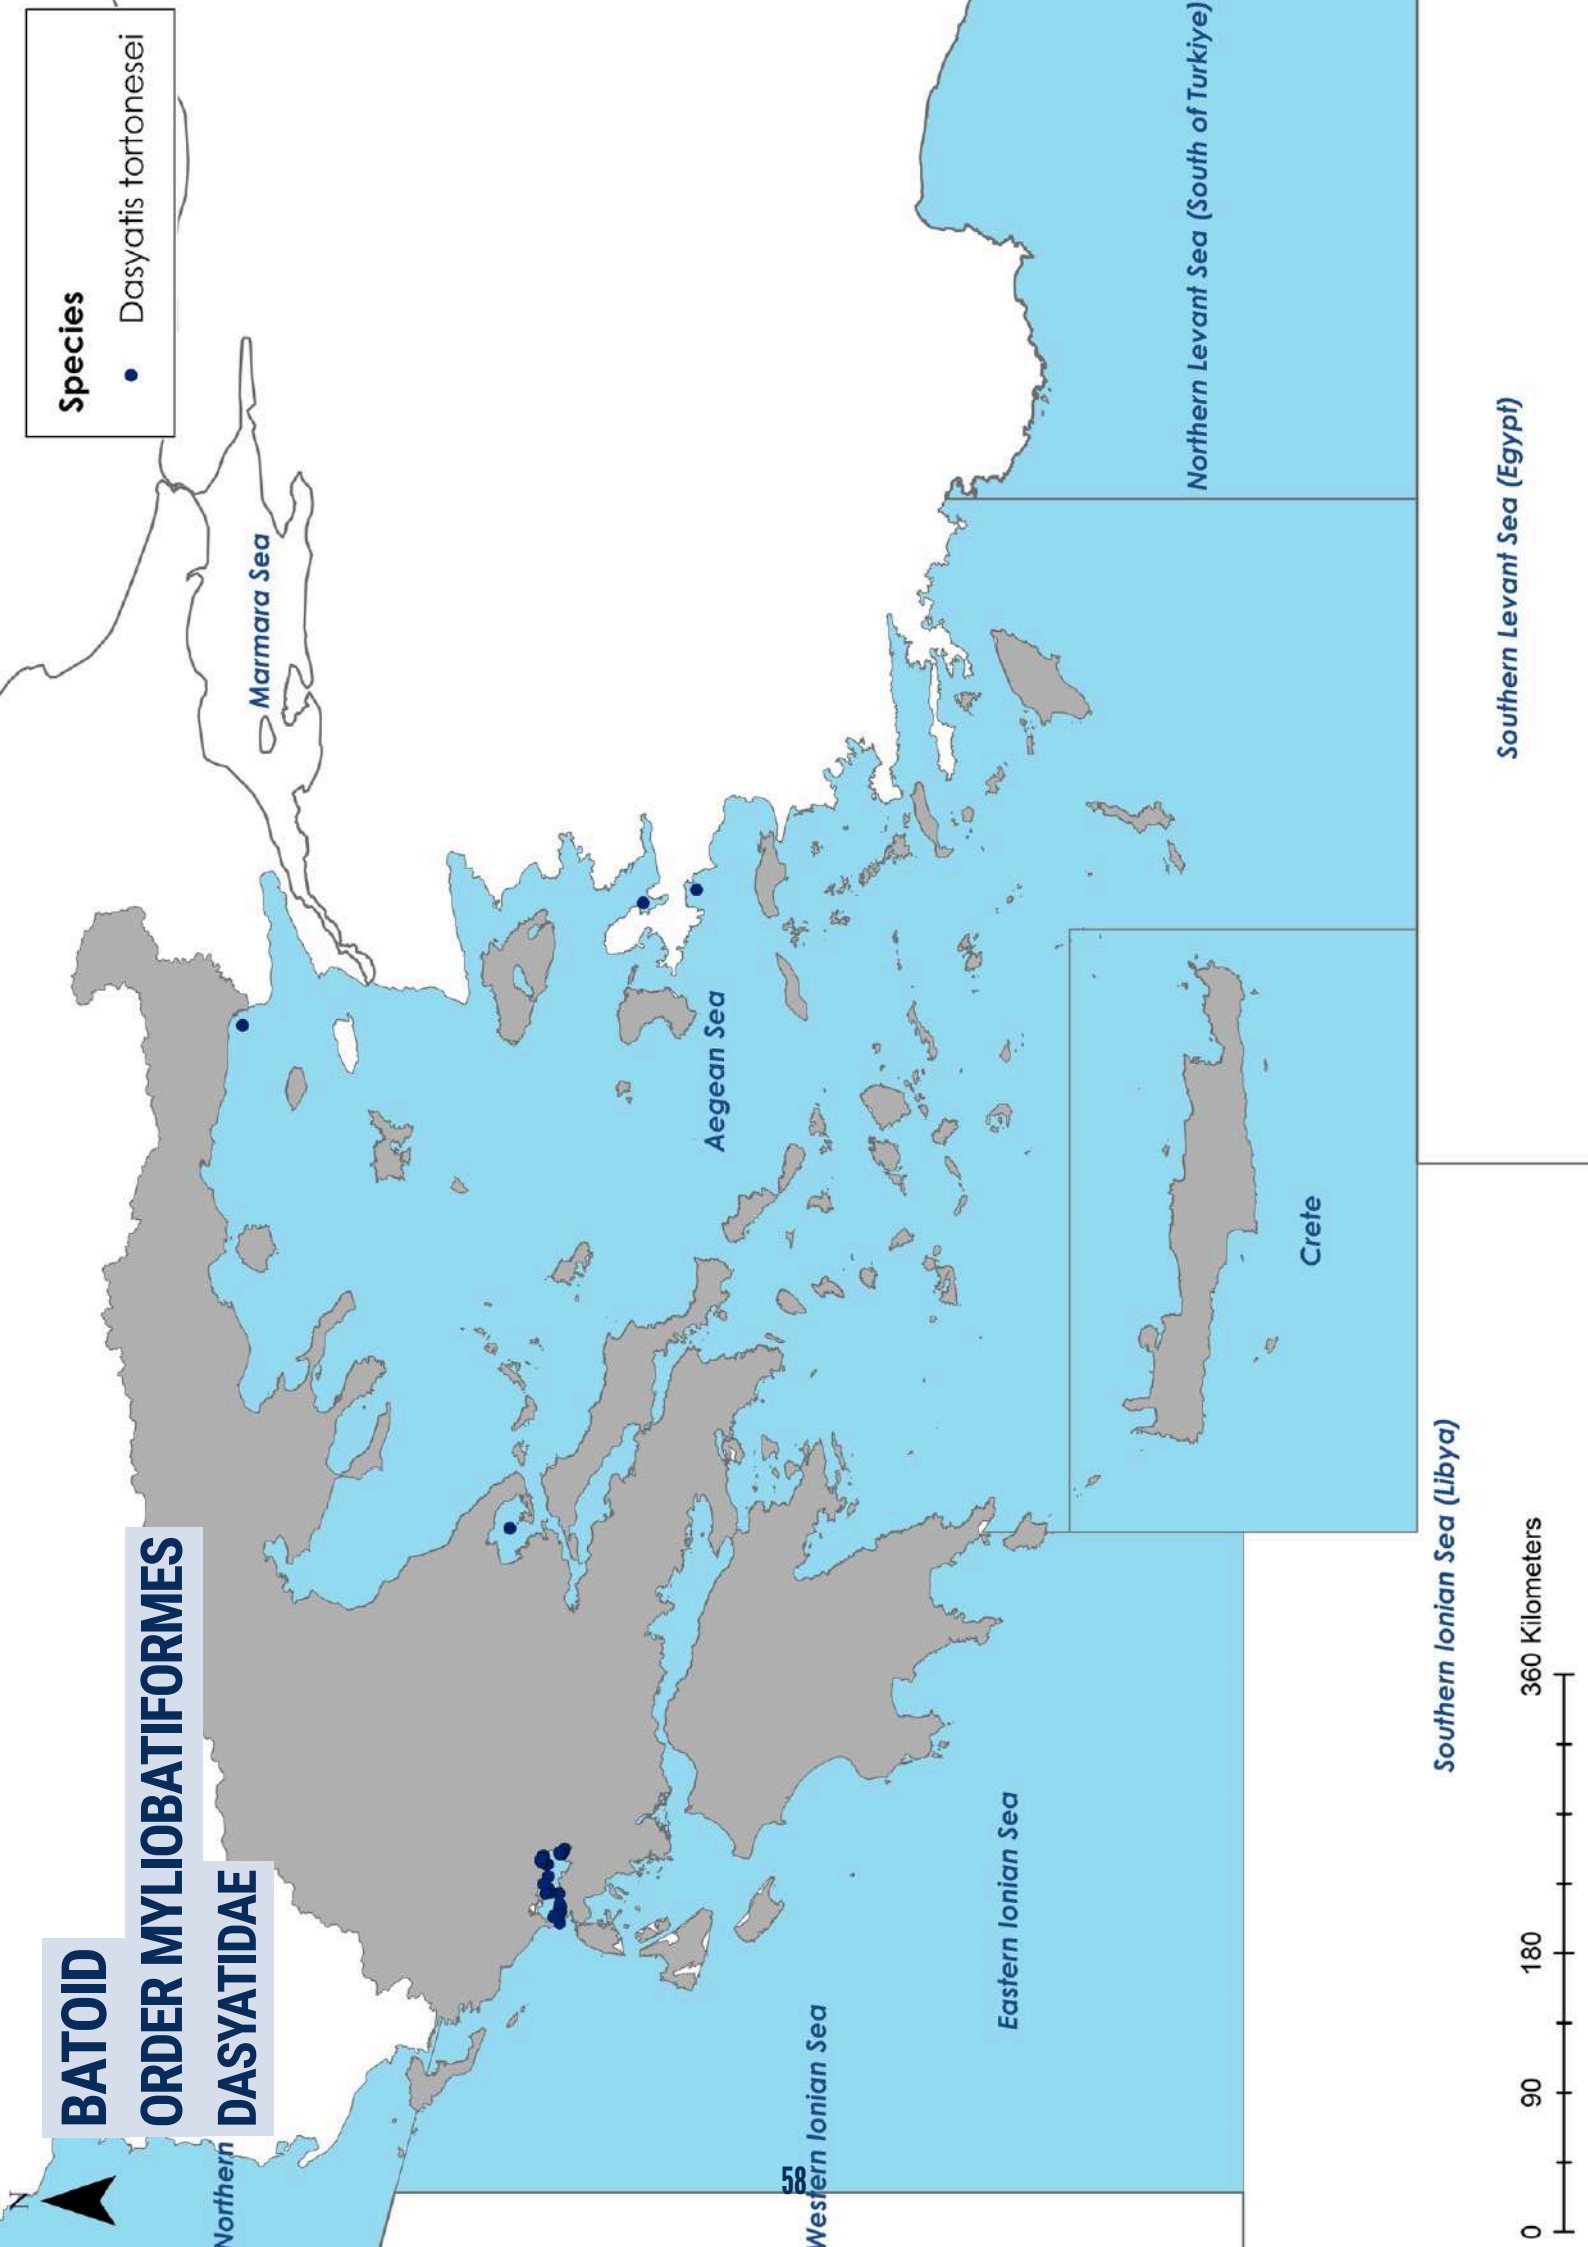 BATOID
ORDER MYLIOBATIFORMES
DASYATIDAE
Species
Dasyatis tortonesei
N
Northern
Marmara Sea
Aegean Sea
Western Ionian Sea
Eastern Ionian Sea
Crete
Northern Levant Sea (South of Turkiye)
Southern Ionian Sea (Libya)
Southern Levant Sea (Egypt)
0 90 180 360 Kilometers
58